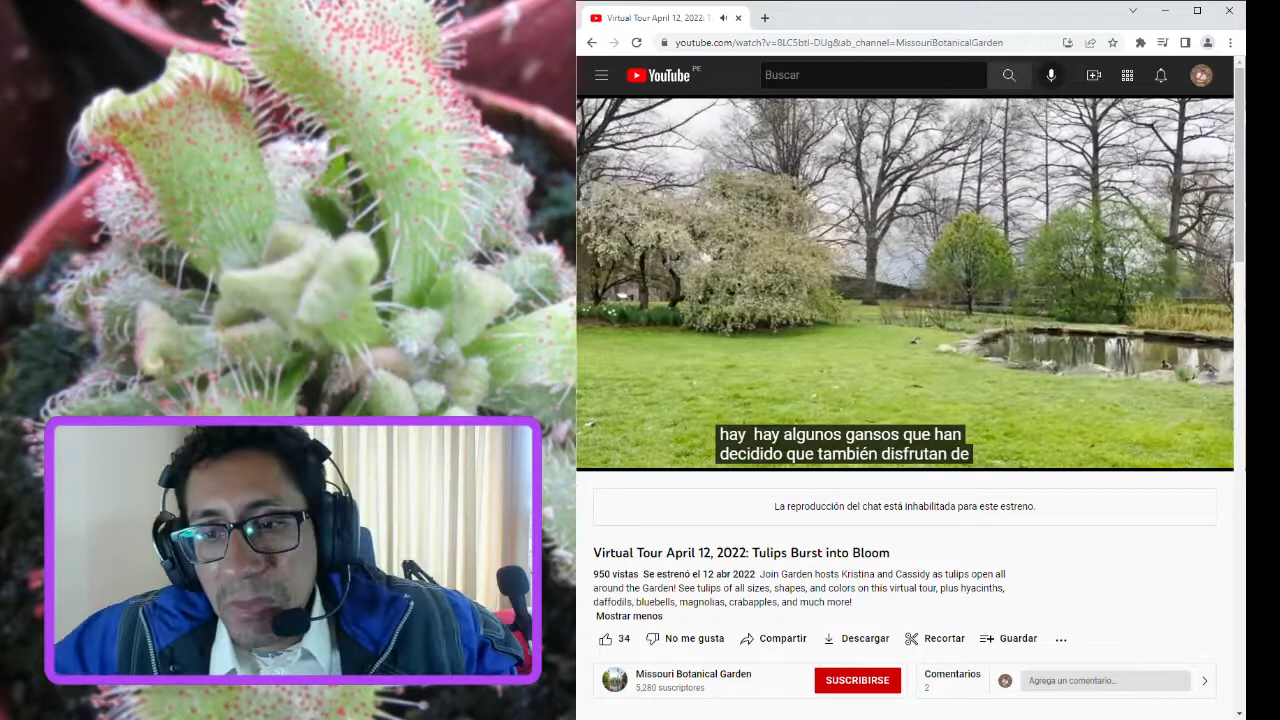 Virtual Tour April 12, 2022: T
youtube.com/watch?v=8LC5btI-DUg&ab_channel=MissouriBotanicalGarden
YouTube PE
Buscar
hay hay algunos gansos que han
decidido que también disfrutan de
La reproducción del chat está inhabilitada para este estreno.
Virtual Tour April 12, 2022: Tulips Burst into Bloom
950 vistas Se estrenó el 12 abr 2022 Join Garden hosts Kristina and Cassidy as tulips open all
around the Garden! See tulips of all sizes, shapes, and colors on this virtual tour, plus hyacinths,
daffodils, bluebells, magnolias, crabapples, and much more!
Mostrar menos
34 No me gusta Compartir Descargar Recortar Guardar
Missouri Botanical Garden
5,280 suscriptores
SUSCRIBIRSE
Comentarios
2
Agrega un comentario...